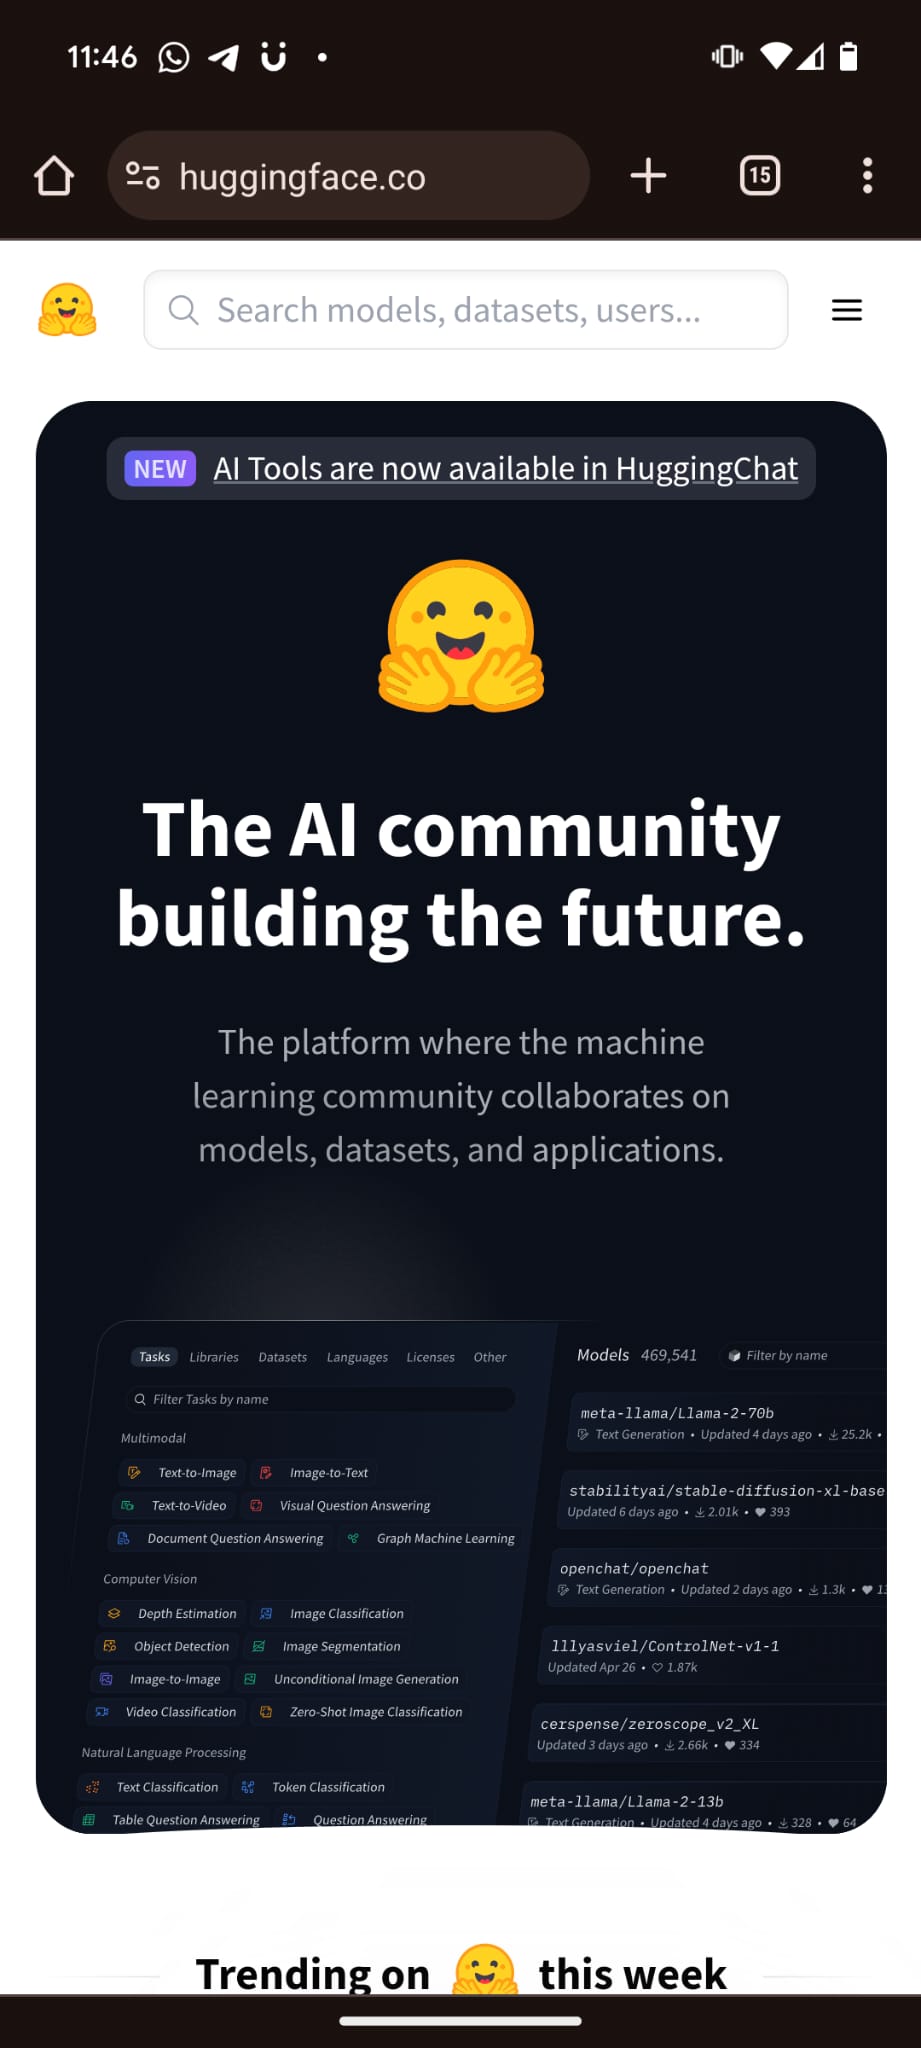 11:46
huggingface.co
15
Search models, datasets, users...
NEW AI Tools are now available in HuggingChat
The AI community
building the future.
The platform where the machine
learning community collaborates on
models, datasets, and applications.
Tasks Libraries Datasets Languages Licenses Other
Filter Tasks by name
Multimodal
Text-to-Image Image-to-Text
Text-to-Video Visual Question Answering
Document Question Answering Graph Machine Learning
Computer Vision
Depth Estimation Image Classification
Object Detection Image Segmentation
Image-to-Image Unconditional Image Generation
Video Classification Zero-Shot Image Classification
Natural Language Processing
Text Classification Token Classification
Table Question Answering Question Answering
Models 469,541 Filter by name
meta-llama/Llama-2-70b
Text Generation • Updated 4 days ago • 25.2k •
stabilityai/stable-diffusion-xl-base
Updated 6 days ago • 2.01k • 393
openchat/openchat
Text Generation • Updated 2 days ago • 1.3k •
lllyasviel/ControlNet-v1-1
Updated Apr 26 • 1.87k
cerspense/zeroscope_v2_XL
Updated 3 days ago • 2.66k • 334
meta-llama/Llama-2-13b
Text Generation • Updated 4 days ago • 328 • 64
Trending on this week